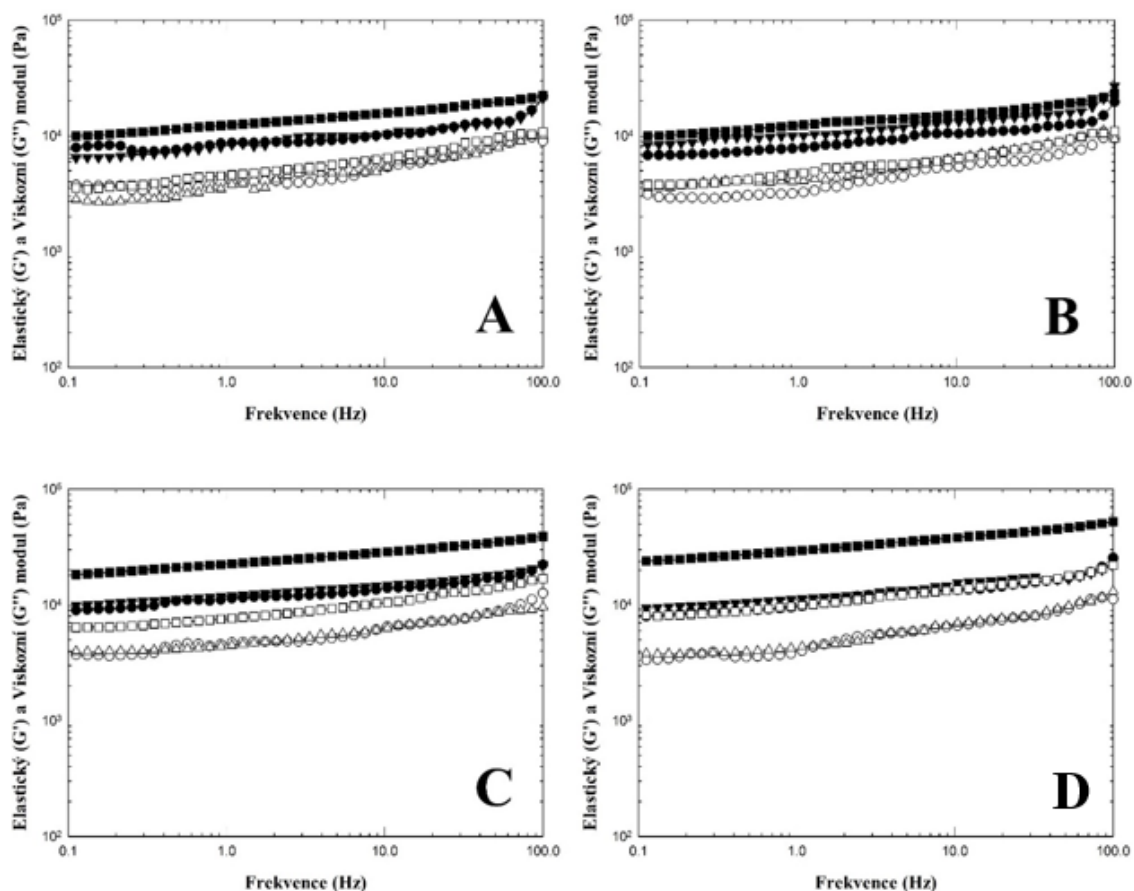 Elastický (G') a Viskozní (G'') modul (Pa)
10⁵
10⁴
10³
10²
A
0.1 1.0 10.0 100.0
Frekvence (Hz)
Elastický (G') a Viskozní (G'') modul (Pa)
10⁵
10⁴
10³
10²
B
0.1 1.0 10.0 100.0
Frekvence (Hz)
Elastický (G') a Viskozní (G'') modul (Pa)
10⁵
10⁴
10³
10²
C
0.1 1.0 10.0 100.0
Frekvence (Hz)
Elastický (G') a Viskozní (G'') modul (Pa)
10⁵
10⁴
10³
10²
D
0.1 1.0 10.0 100.0
Frekvence (Hz)